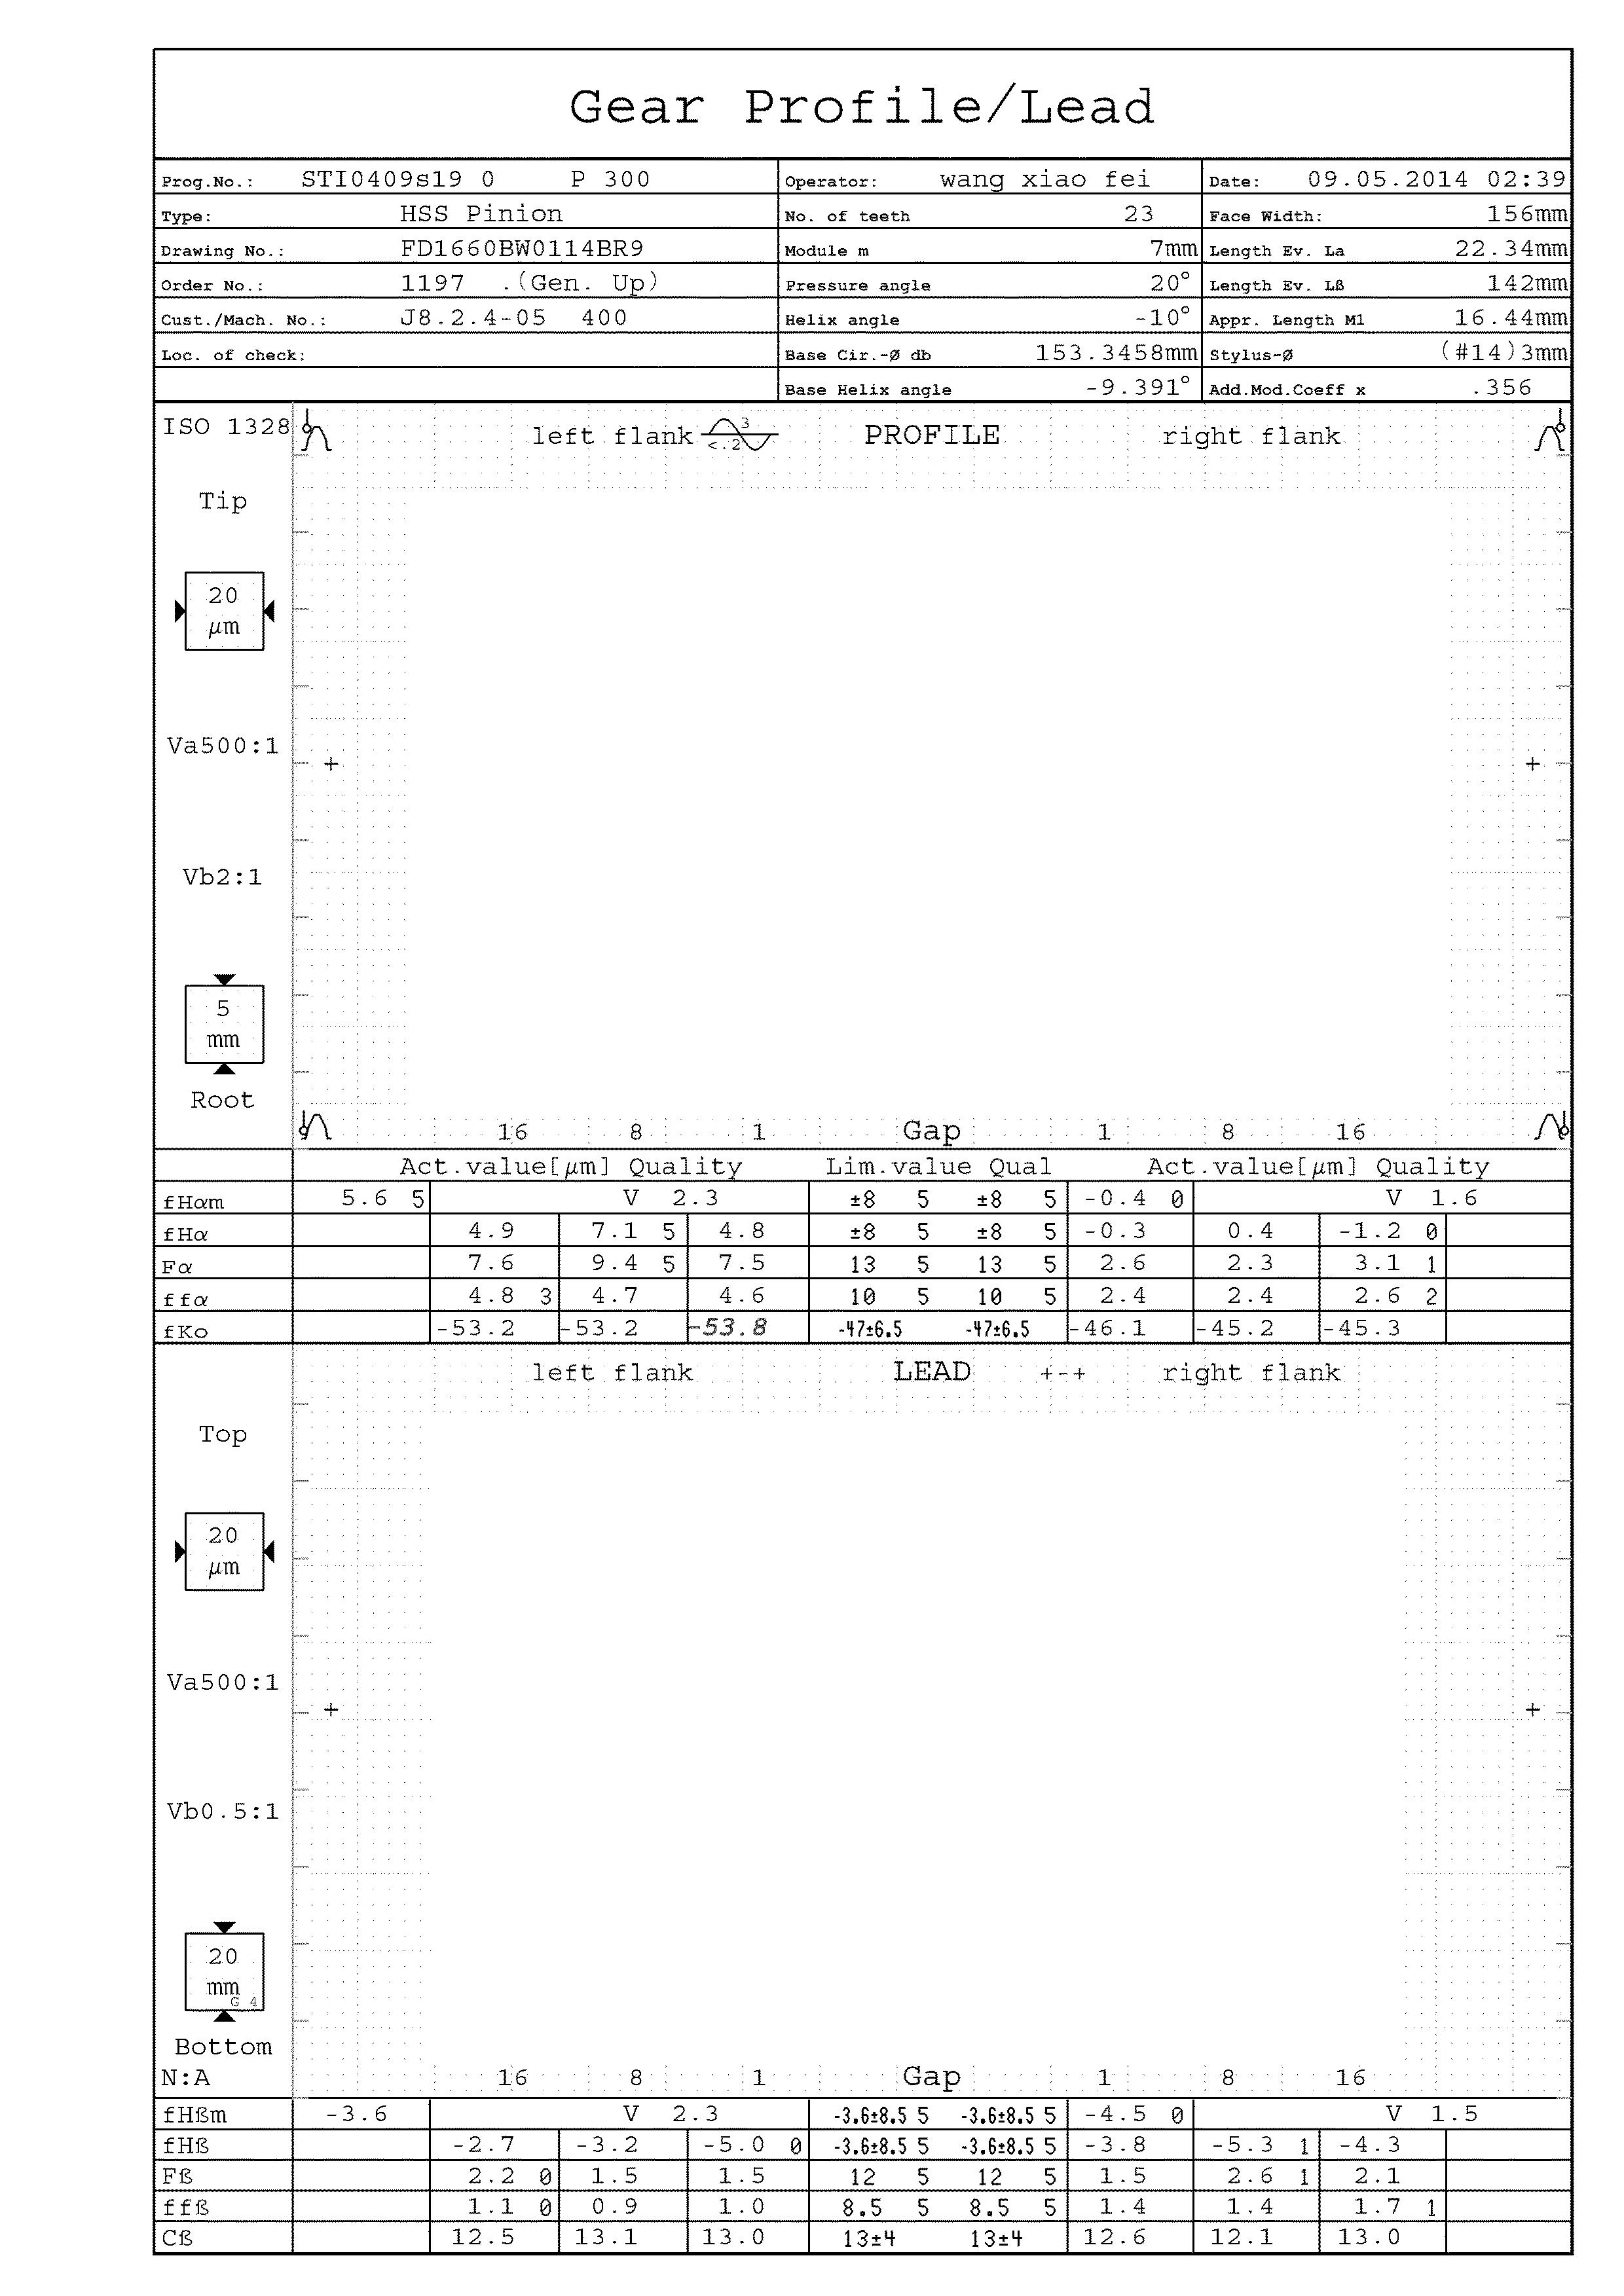 Gear Profile/Lead
Prog.No.: STI0409s19 0 P 300 Operator: wang xiao fei Date: 09.05.2014 02:39
Type: HSS Pinion No. of teeth 23 Face Width: 156mm
Drawing No.: FD1660BW0114BR9 Module m 7mm Length Ev. La 22.34mm
Order No.: 1197 .(Gen. Up) Pressure angle 20° Length Ev. Lß 142mm
Cust./Mach. No.: J8.2.4-05 400 Helix angle -10° Appr. Length M1 16.44mm
Loc. of check: Base Cir.-Ø db 153.3458mm Stylus-Ø (#14)3mm
Base Helix angle -9.391° Add.Mod.Coeff x .356
ISO 1328 left flank 3 <.2 PROFILE right flank
Tip
20
µm
Va500:1
Vb2:1
5
mm
Root
16 8 1 Gap 1 8 16
Act.value[µm] Quality Lim.value Qual Act.value[µm] Quality
fHαm 5.6 5 V 2.3 ±8 5 ±8 5 -0.4 0 V 1.6
fHα 4.9 7.1 5 4.8 ±8 5 ±8 5 -0.3 0.4 -1.2 0
Fα 7.6 9.4 5 7.5 13 5 13 5 2.6 2.3 3.1 1
ffα 4.8 3 4.7 4.6 10 5 10 5 2.4 2.4 2.6 2
fKo -53.2 -53.2 -53.8 -47±6.5 -47±6.5 -46.1 -45.2 -45.3
left flank LEAD +-+ right flank
Top
20
µm
Va500:1
Vb0.5:1
20
mm
G 4
Bottom
N:A 16 8 1 Gap 1 8 16
fHßm -3.6 V 2.3 -3.6±8.5 5 -3.6±8.5 5 -4.5 0 V 1.5
fHß -2.7 -3.2 -5.0 0 -3.6±8.5 5 -3.6±8.5 5 -3.8 -5.3 1 -4.3
Fß 2.2 0 1.5 1.5 12 5 12 5 1.5 2.6 1 2.1
ffß 1.1 0 0.9 1.0 8.5 5 8.5 5 1.4 1.4 1.7 1
Cß 12.5 13.1 13.0 13±4 13±4 12.6 12.1 13.0